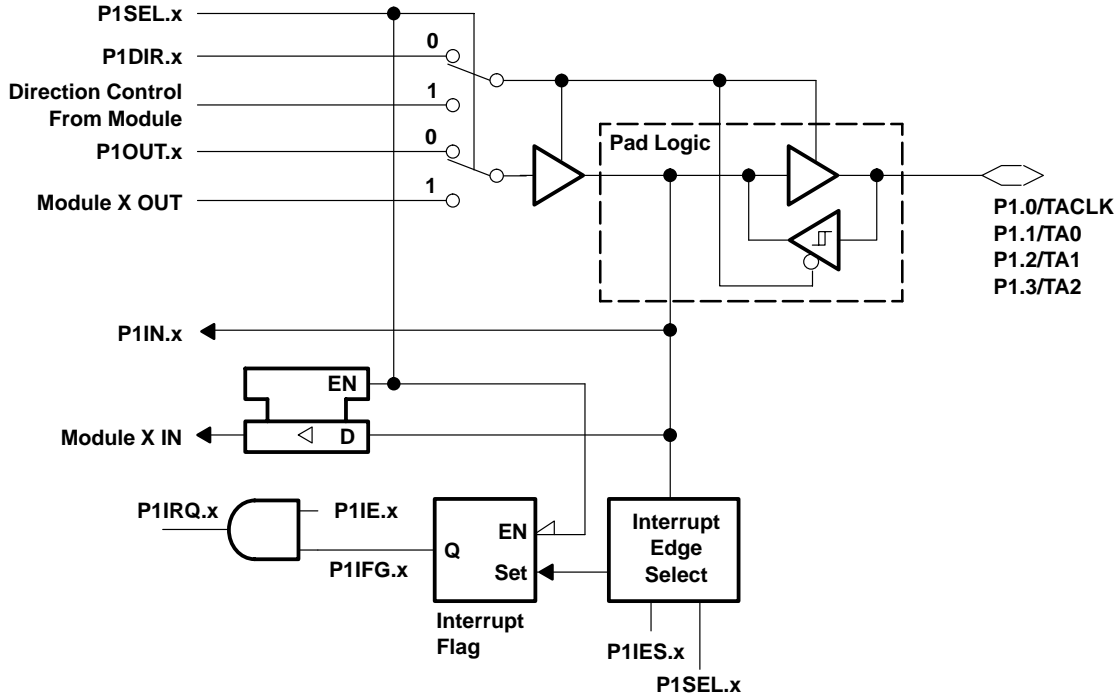 P1SEL.x
0
P1DIR.x
Direction Control
From Module
1
0
P1OUT.x
Module X OUT
1
Pad Logic
P1.0/TACLK
P1.1/TA0
P1.2/TA1
P1.3/TA2
P1IN.x
EN
Module X IN
D
P1IRQ.x
P1IE.x
P1IFG.x
Q
EN
Set
Interrupt
Flag
Interrupt
Edge
Select
P1IES.x
P1SEL.x